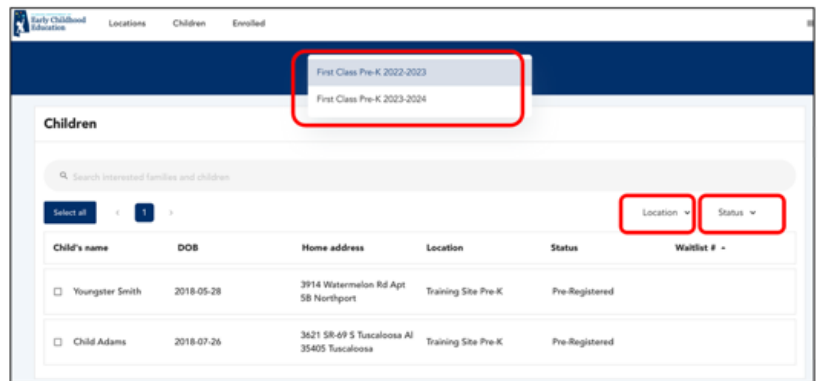 Early Childhood
Education
Locations Children Enrolled
First Class Pre-K 2022-2023
First Class Pre-K 2023-2024
Children
Search interested families and children
Select all < 1 > Location Status
Child's name DOB Home address Location Status Waitlist #
Youngster Smith 2018-05-28 3914 Watermelon Rd Apt Training Site Pre-K Pre-Registered
5B Northport
Child Adams 2018-07-26 3621 SR-69 S Tuscaloosa Al Training Site Pre-K Pre-Registered
35405 Tuscaloosa